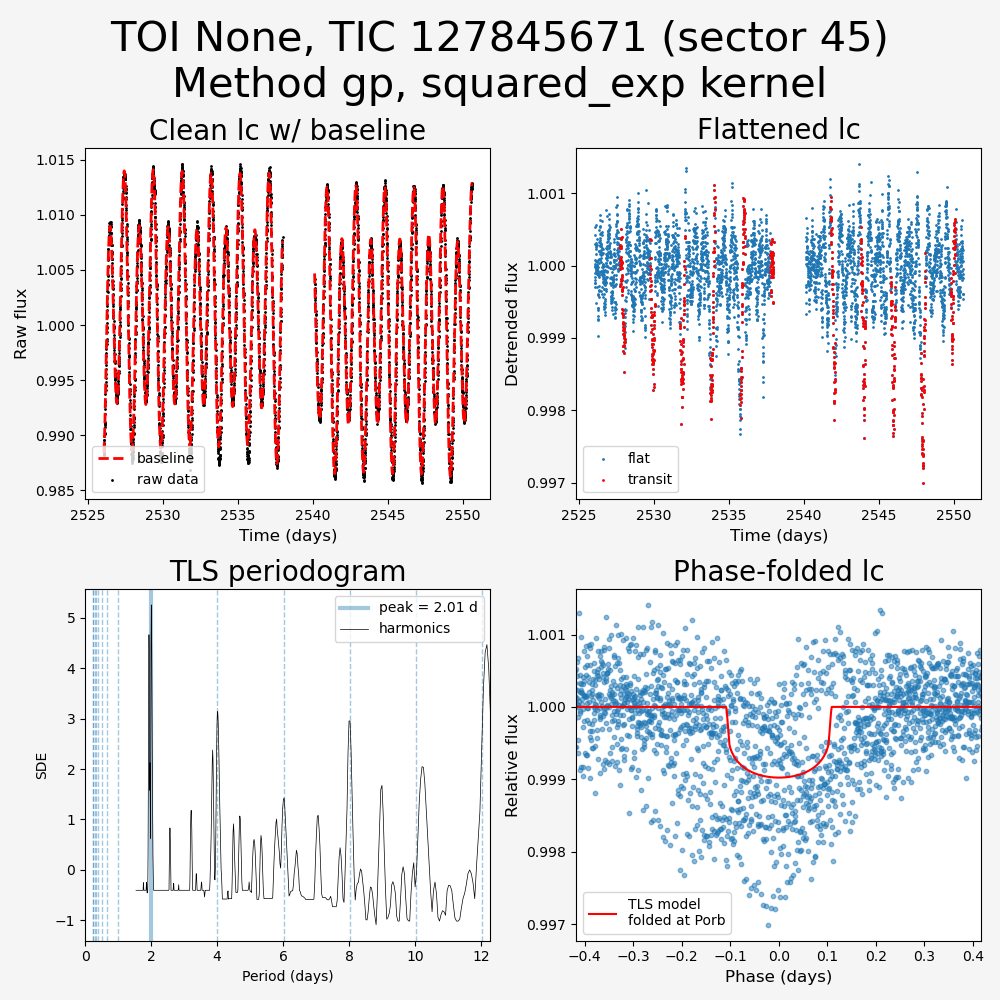 TOI None, TIC 127845671 (sector 45)
Method gp, squared_exp kernel
Clean lc w/ baseline
1.015
1.010
1.005
1.000
0.995
0.990
0.985
Raw flux
baseline
raw data
2525
2530
2535
2540
2545
2550
Time (days)
Flattened lc
1.001
1.000
0.999
0.998
0.997
Detrended flux
flat
transit
2525
2530
2535
2540
2545
2550
Time (days)
TLS periodogram
5
4
3
2
1
0
−1
SDE
peak = 2.01 d
harmonics
0
2
4
6
8
10
12
Period (days)
Phase-folded lc
1.001
1.000
0.999
0.998
0.997
Relative flux
TLS model
folded at Porb
−0.4
−0.3
−0.2
−0.1
0.0
0.1
0.2
0.3
0.4
Phase (days)